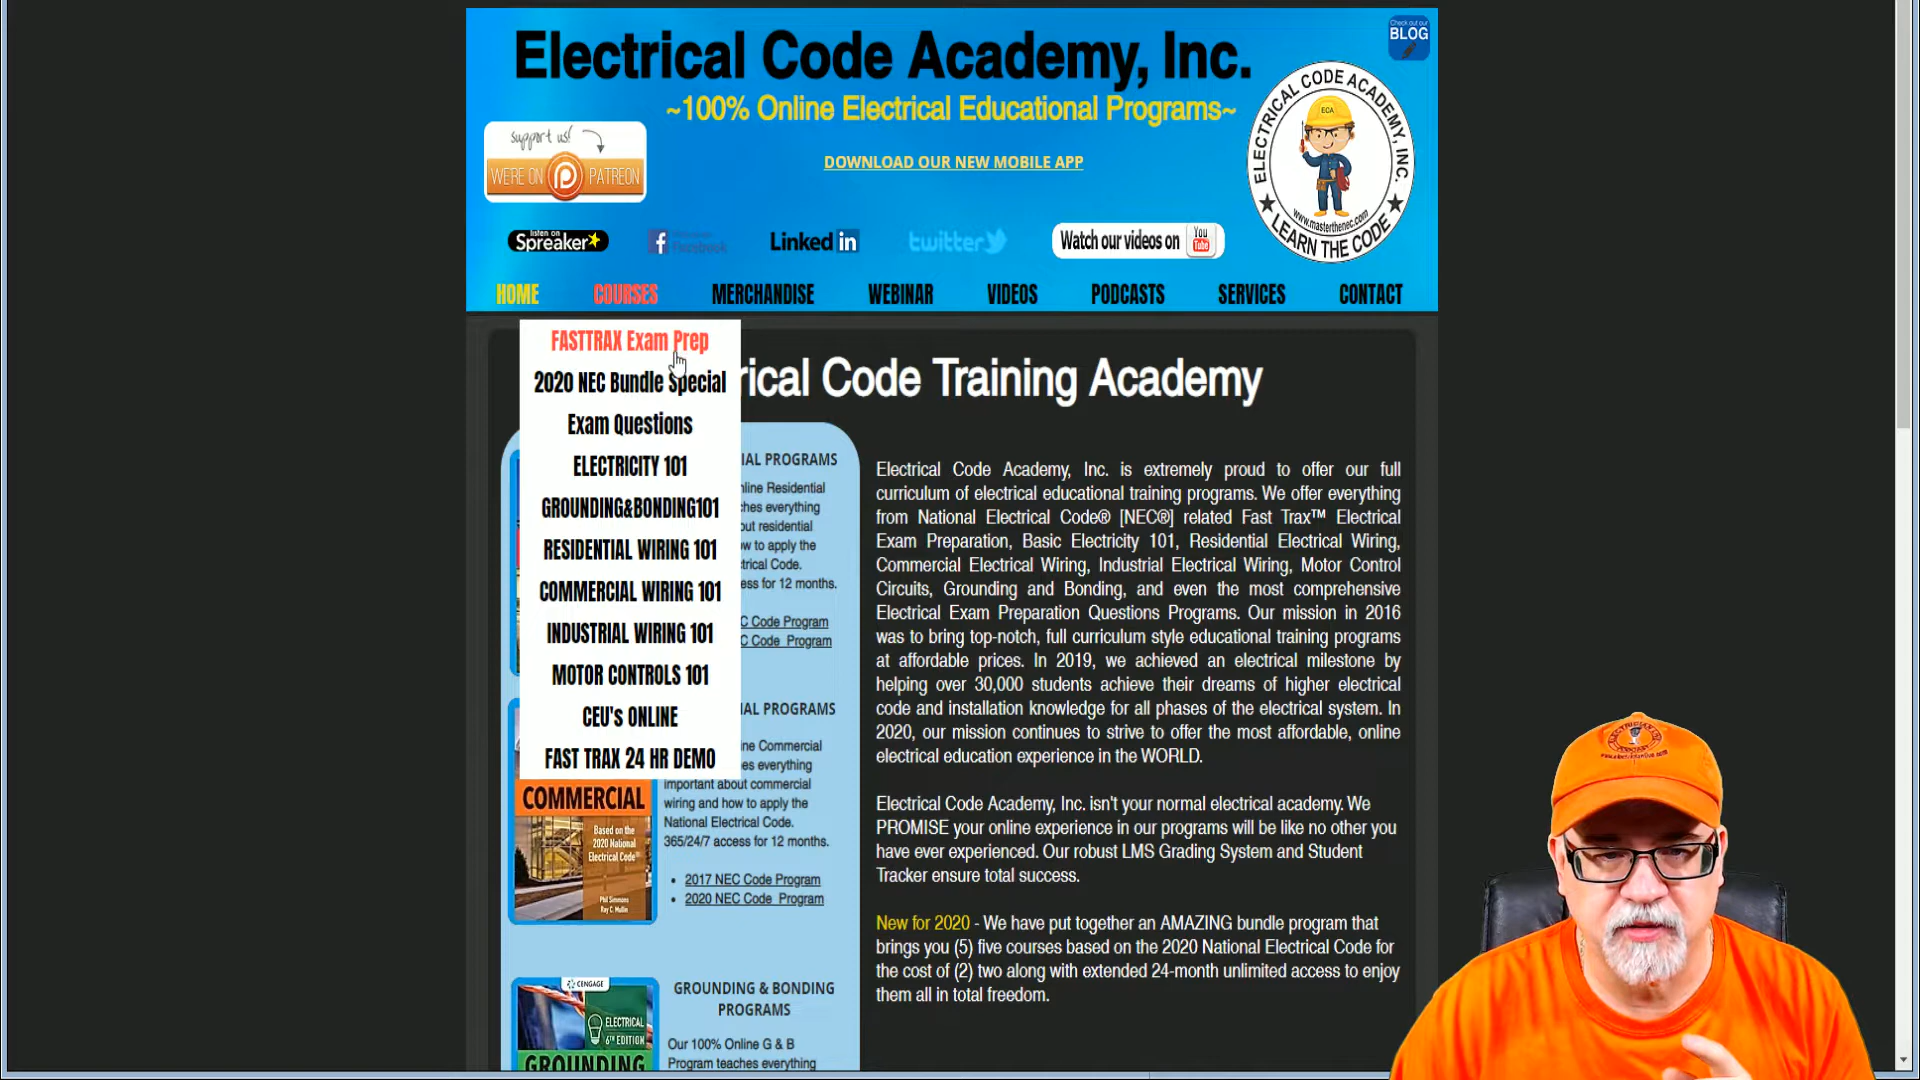 Check out our
BLOG
Electrical Code Academy, Inc.
~100% Online Electrical Educational Programs~
support us!
WERE ON PATREON
DOWNLOAD OUR NEW MOBILE APP
ELECTRICAL CODE ACADEMY, INC.
ECA
www.masterthenec.com
LEARN THE CODE
listen on
Spreaker
facebook
Linked in
twitter
Watch our videos on You Tube
HOME COURSES MERCHANDISE WEBINAR VIDEOS PODCASTS SERVICES CONTACT
FASTTRAX Exam Prep
2020 NEC Bundle Special
Exam Questions
ELECTRICITY 101
GROUNDING&BONDING101
RESIDENTIAL WIRING 101
COMMERCIAL WIRING 101
INDUSTRIAL WIRING 101
MOTOR CONTROLS 101
CEU's ONLINE
FAST TRAX 24 HR DEMO
rical Code Training Academy
IAL PROGRAMS
nline Residential
hes everything
out residential
ow to apply the
ctrical Code.
ess for 12 months.
C Code Program
C Code Program
IAL PROGRAMS
ine Commercial
es everything
important about commercial
wiring and how to apply the
National Electrical Code.
365/24/7 access for 12 months.
2017 NEC Code Program
2020 NEC Code Program
COMMERCIAL
Based on the
2020 National
Electrical Code
Phil Simmons
Ray C. Mullin
CENGAGE
ELECTRICAL
6TH EDITION
GROUNDING
GROUNDING & BONDING
PROGRAMS
Our 100% Online G & B
Program teaches everything
Electrical Code Academy, Inc. is extremely proud to offer our full
curriculum of electrical educational training programs. We offer everything
from National Electrical Code® [NEC®] related Fast Trax™ Electrical
Exam Preparation, Basic Electricity 101, Residential Electrical Wiring,
Commercial Electrical Wiring, Industrial Electrical Wiring, Motor Control
Circuits, Grounding and Bonding, and even the most comprehensive
Electrical Exam Preparation Questions Programs. Our mission in 2016
was to bring top-notch, full curriculum style educational training programs
at affordable prices. In 2019, we achieved an electrical milestone by
helping over 30,000 students achieve their dreams of higher electrical
code and installation knowledge for all phases of the electrical system. In
2020, our mission continues to strive to offer the most affordable, online
electrical education experience in the WORLD.
Electrical Code Academy, Inc. isn't your normal electrical academy. We
PROMISE your online experience in our programs will be like no other you
have ever experienced. Our robust LMS Grading System and Student
Tracker ensure total success.
New for 2020 - We have put together an AMAZING bundle program that
brings you (5) five courses based on the 2020 National Electrical Code for
the cost of (2) two along with extended 24-month unlimited access to enjoy
them all in total freedom.